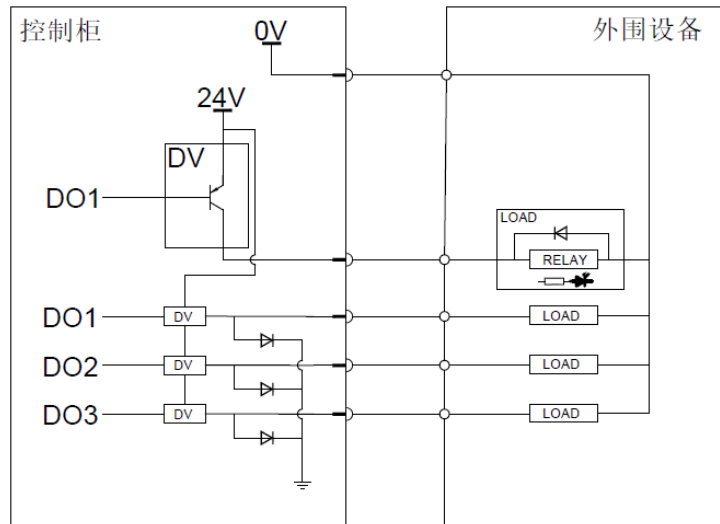 控制柜
0V
外围设备
24V
DV
DO1
LOAD
RELAY
DO1
DV
LOAD
DO2
DV
LOAD
DO3
DV
LOAD